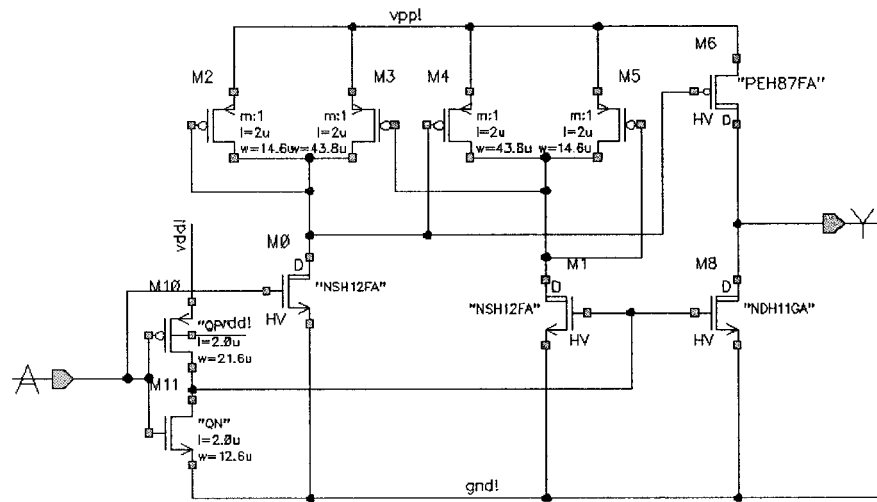 vpp!
M6
M2
M3
M4
M5
"PEH87FA"
m:1
l=2u
w=14.6u
m:1
l=2u
w=43.8u
m:1
l=2u
w=43.8u
m:1
l=2u
w=14.6u
HV
D
vdd!
M0
D
"NSH12FA"
HV
M1
D
"NSH12FA"
HV
M8
D
"NDH11GA"
HV
Y
M10
"QP"
vdd!
l=2.0u
w=21.6u
A
M11
"QN"
l=2.0u
w=12.6u
gnd!